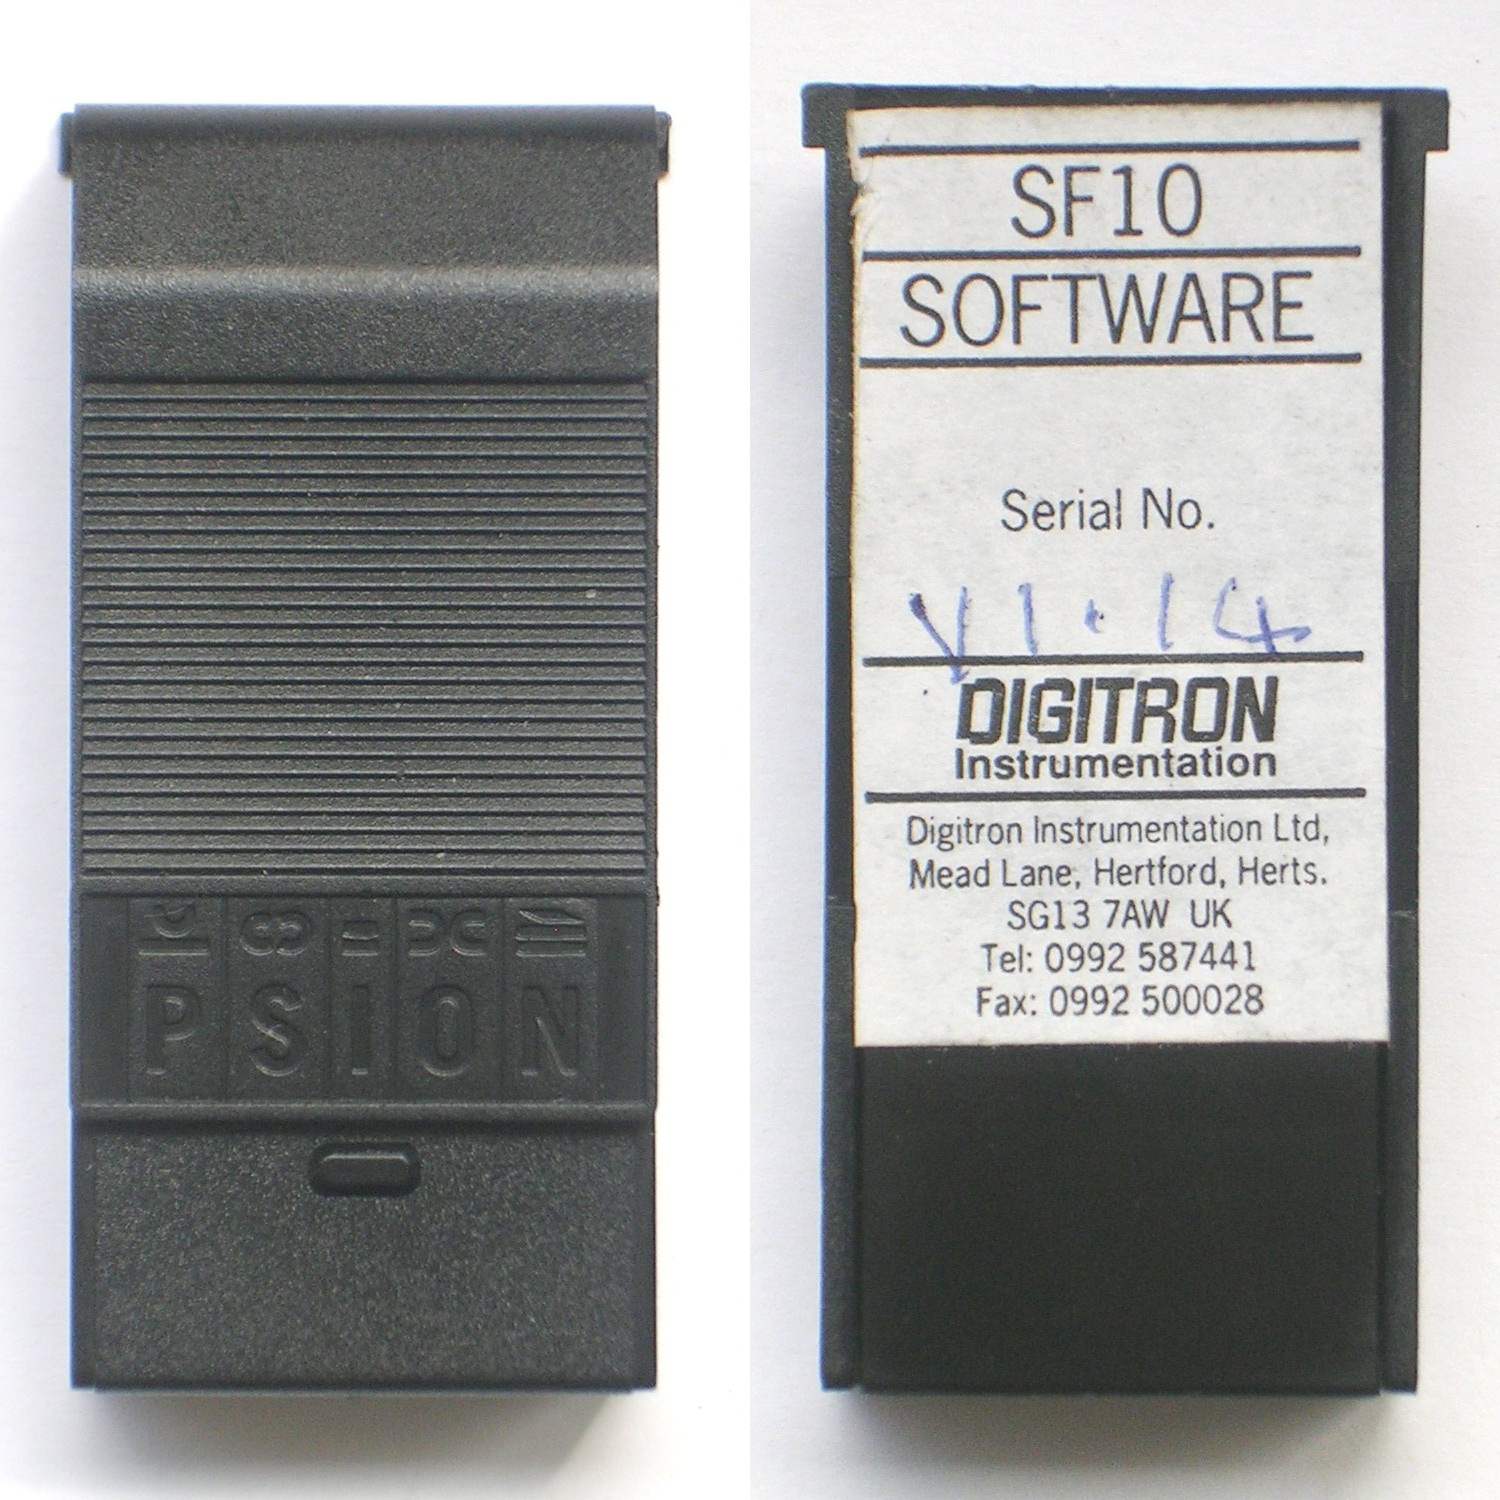 PSION
SF10
SOFTWARE
Serial No.
V1.14
DIGITRON
Instrumentation
Digitron Instrumentation Ltd,
Mead Lane, Hertford, Herts.
SG13 7AW UK
Tel: 0992 587441
Fax: 0992 500028